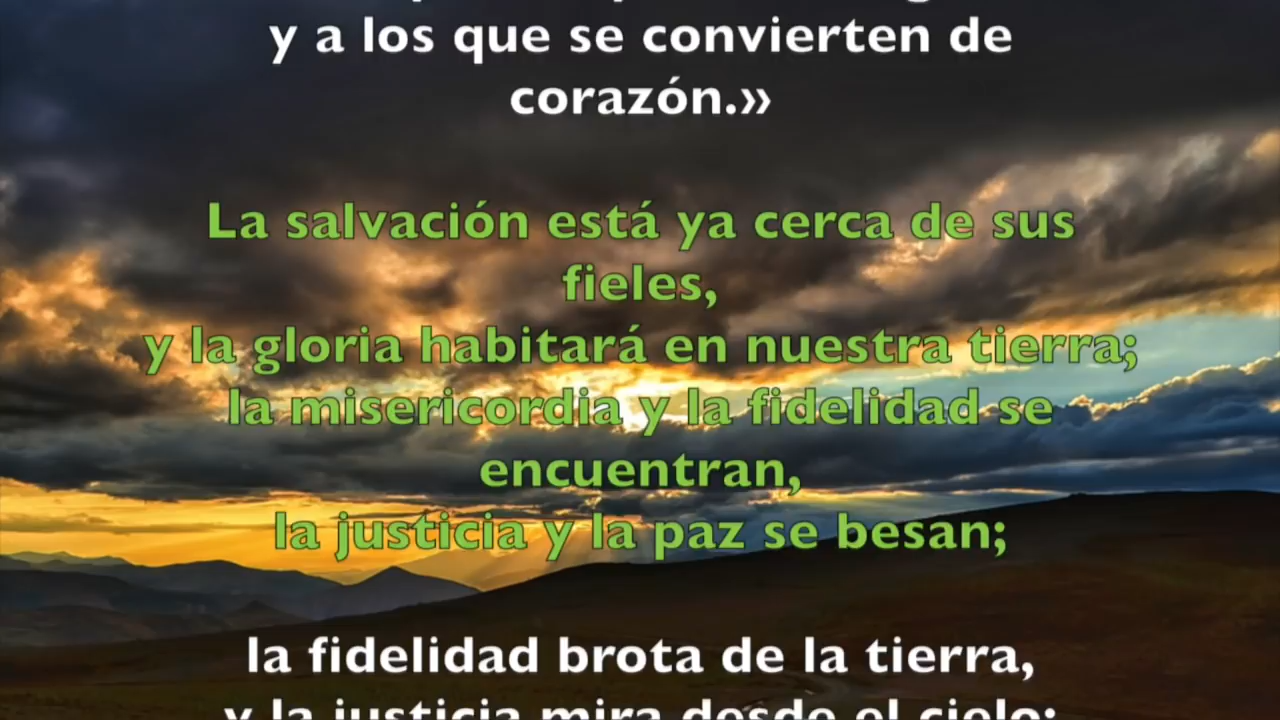 y a los que se convierten de
corazón.»
La salvación está ya cerca de sus
fieles,
y la gloria habitará en nuestra tierra;
la misericordia y la fidelidad se
encuentran,
la justicia y la paz se besan;
la fidelidad brota de la tierra,
y la justicia mira desde el cielo;